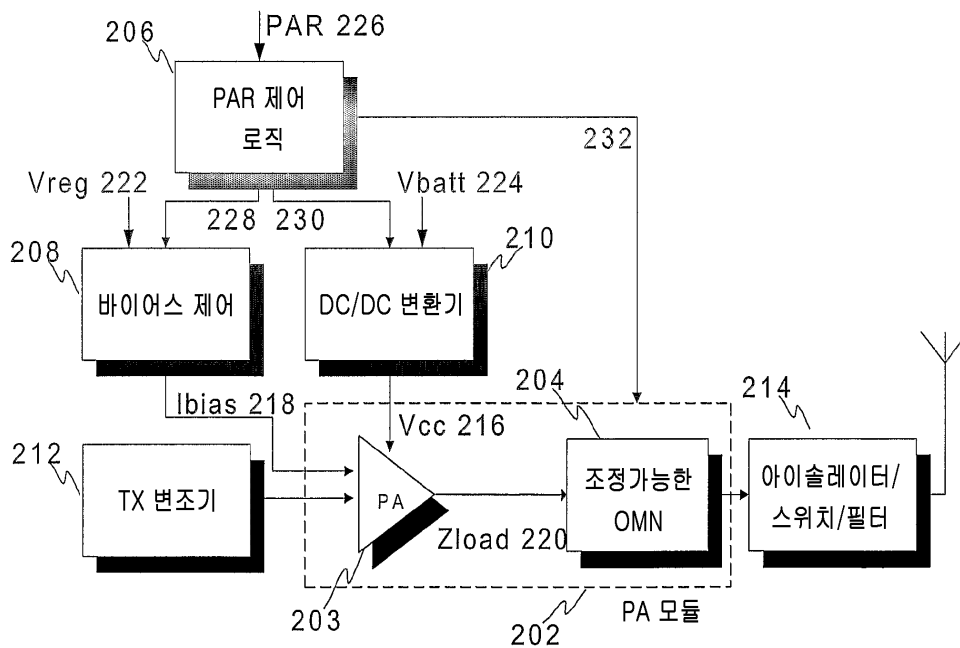 PAR 226
206
PAR 제어
로직
232
Vreg 222
228
230
Vbatt 224
208
바이어스 제어
210
DC/DC 변환기
Ibias 218
Vcc 216
204
214
212
TX 변조기
PA
조정가능한
OMN
아이솔레이터/
스위치/필터
Zload 220
203
202
PA 모듈